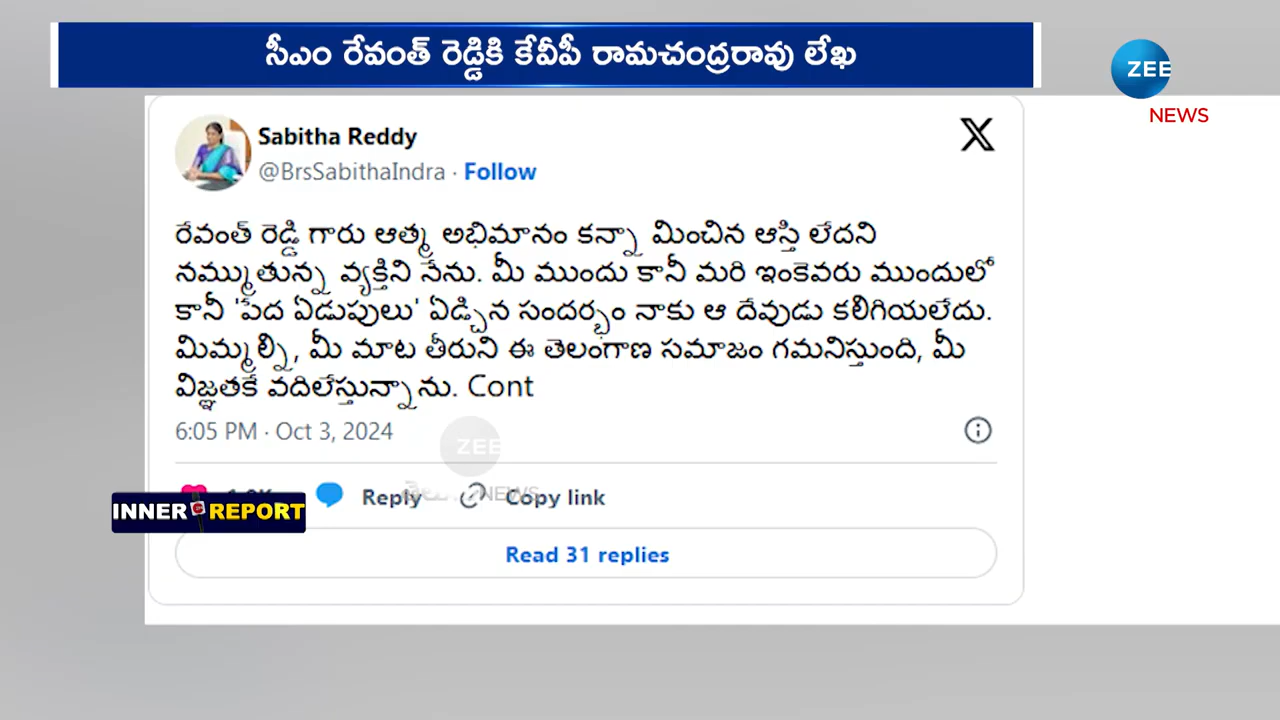 సీఎం రేవంత్ రెడ్డికి కేవీపీ రామచంద్రరావు లేఖ
ZEE
NEWS
Sabitha Reddy
@BrsSabithaIndra · Follow
రేవంత్ రెడ్డి గారు ఆత్మ అభిమానం కన్నా మించిన ఆస్తి లేదని
నమ్ముతున్న వ్యక్తిని నేను. మీ ముందు కానీ మరి ఇంకెవరు ముందులో
కానీ 'పేద ఏడుపులు' ఏడ్చిన సందర్భం నాకు ఆ దేవుడు కలిగియలేదు.
మిమ్మల్ని, మీ మాట తీరుని ఈ తెలంగాణ సమాజం గమనిస్తుంది, మీ
విజ్ఞతకే వదిలేస్తున్నాను. Cont
6:05 PM · Oct 3, 2024
ZEE
NEWS
Reply
Copy link
INNER REPORT
Read 31 replies